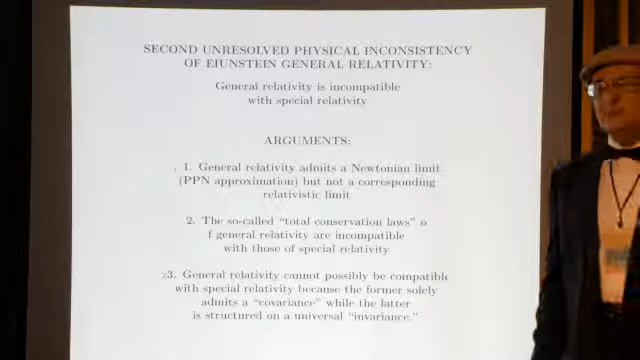 SECOND UNRESOLVED PHYSICAL INCONSISTENCY
OF EIUNSTEIN GENERAL RELATIVITY:
General relativity is incompatible
with special relativity
ARGUMENTS:
. 1. General relativity admits a Newtonian limit
(PPN approximation) but not a corresponding
relativistic limit
2. The so-called "total conservation laws" o
f general relativity are incompatible
with those of special relativity
z3. General relativity cannot possibly be compatible
with special relativity because the former solely
admits a "covariance" while the latter
is structured on a universal "invariance."